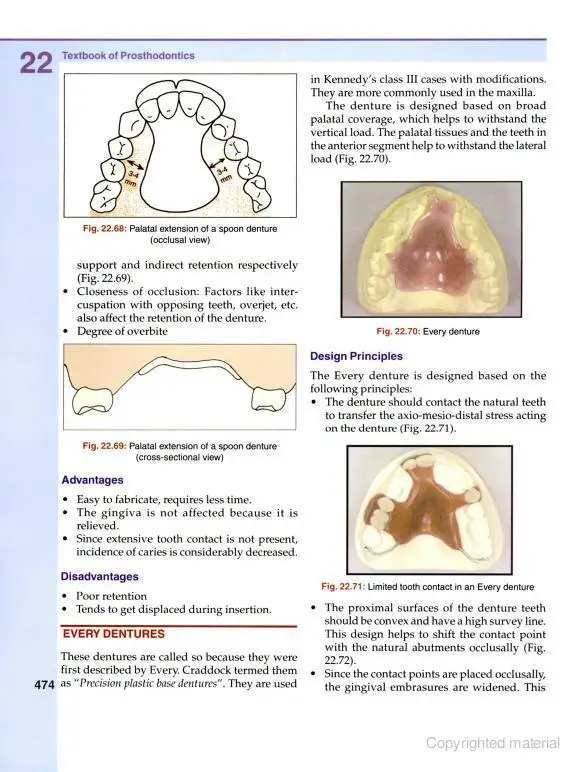 22
Textbook of Prosthodontics
3-4
mm
3-4
mm
Fig. 22.68: Palatal extension of a spoon denture
(occlusal view)
support and indirect retention respectively
(Fig. 22.69).
• Closeness of occlusion: Factors like inter-
cuspation with opposing teeth, overjet, etc.
also affect the retention of the denture.
• Degree of overbite
Fig. 22.69: Palatal extension of a spoon denture
(cross-sectional view)
Advantages
• Easy to fabricate, requires less time.
• The gingiva is not affected because it is
relieved.
• Since extensive tooth contact is not present,
incidence of caries is considerably decreased.
Disadvantages
• Poor retention
• Tends to get displaced during insertion.
EVERY DENTURES
These dentures are called so because they were
first described by Every. Craddock termed them
as "Precision plastic base dentures". They are used
474
in Kennedy's class III cases with modifications.
They are more commonly used in the maxilla.
The denture is designed based on broad
palatal coverage, which helps to withstand the
vertical load. The palatal tissues and the teeth in
the anterior segment help to withstand the lateral
load (Fig. 22.70).
Fig. 22.70: Every denture
Design Principles
The Every denture is designed based on the
following principles:
• The denture should contact the natural teeth
to transfer the axio-mesio-distal stress acting
on the denture (Fig. 22.71).
Fig. 22.71: Limited tooth contact in an Every denture
• The proximal surfaces of the denture teeth
should be convex and have a high survey line.
This design helps to shift the contact point
with the natural abutments occlusally (Fig.
22.72).
• Since the contact points are placed occlusally,
the gingival embrasures are widened. This
Copyrighted material